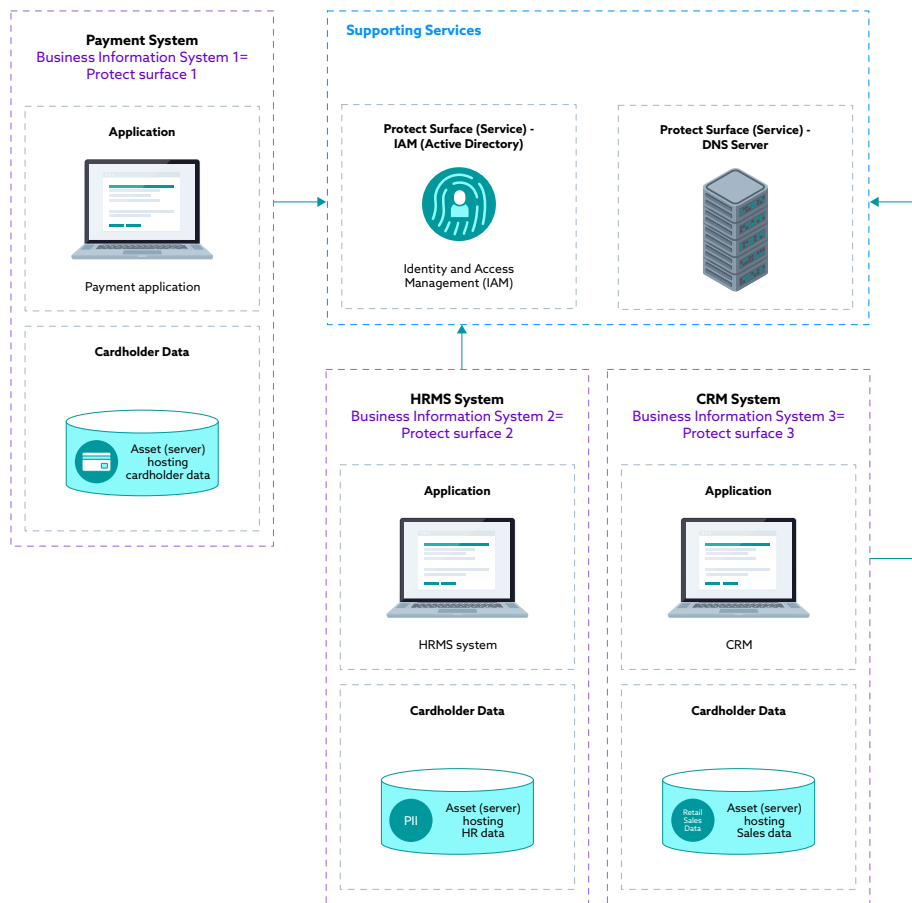 Payment System
Business Information System 1=
Protect surface 1
Application
Payment application
Cardholder Data
Asset (server)
hosting
cardholder data
Supporting Services
Protect Surface (Service) -
IAM (Active Directory)
Identity and Access
Management (IAM)
Protect Surface (Service) -
DNS Server
HRMS System
Business Information System 2=
Protect surface 2
Application
HRMS system
Cardholder Data
PII
Asset (server)
hosting
HR data
CRM System
Business Information System 3=
Protect surface 3
Application
CRM
Cardholder Data
Retail
Sales
Data
Asset (server)
hosting
Sales data